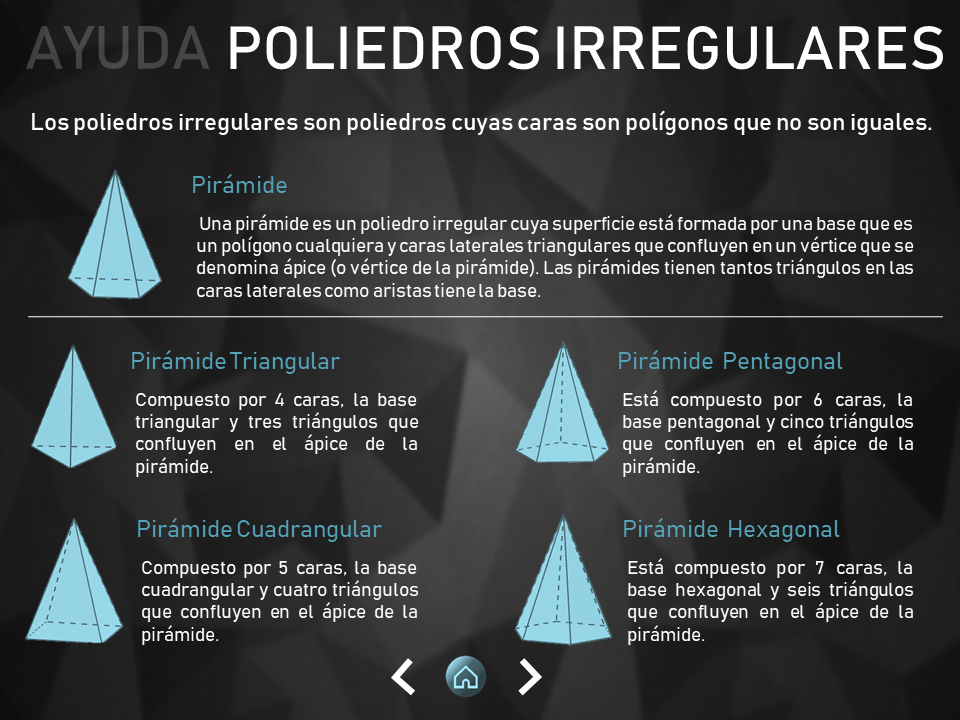 AYUDA POLIEDROS IRREGULARES
Los poliedros irregulares son poliedros cuyas caras son polígonos que no son iguales.
Pirámide
Una pirámide es un poliedro irregular cuya superficie está formada por una base que es
un polígono cualquiera y caras laterales triangulares que confluyen en un vértice que se
denomina ápice (o vértice de la pirámide). Las pirámides tienen tantos triángulos en las
caras laterales como aristas tiene la base.
Pirámide Triangular
Compuesto por 4 caras, la base
triangular y tres triángulos que
confluyen en el ápice de la
pirámide.
Pirámide Pentagonal
Está compuesto por 6 caras, la
base pentagonal y cinco triángulos
que confluyen en el ápice de la
pirámide.
Pirámide Cuadrangular
Compuesto por 5 caras, la base
cuadrangular y cuatro triángulos
que confluyen en el ápice de la
pirámide.
Pirámide Hexagonal
Está compuesto por 7 caras, la
base hexagonal y seis triángulos
que confluyen en el ápice de la
pirámide.